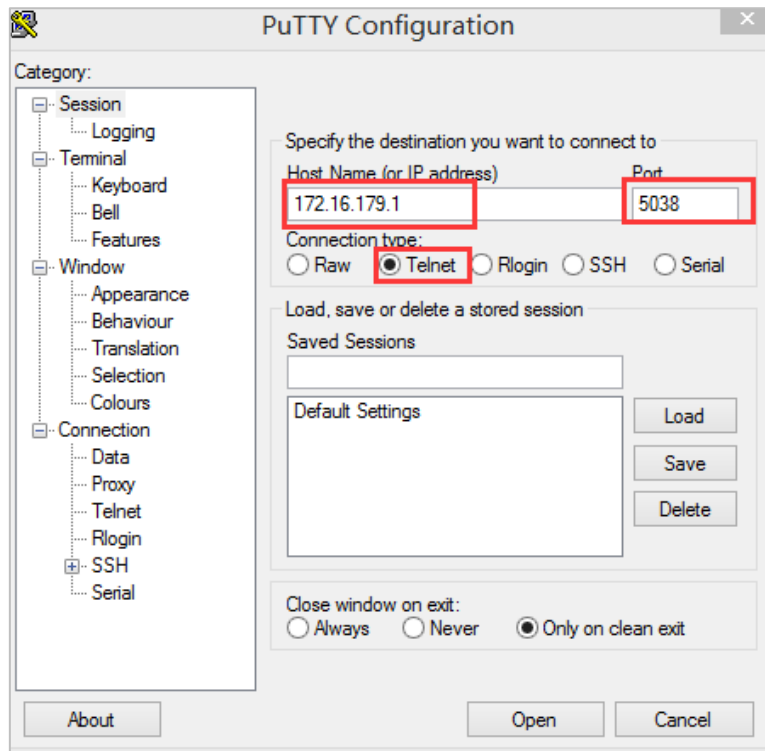 PuTTY Configuration
Category:
Session
Logging
Terminal
Keyboard
Bell
Features
Window
Appearance
Behaviour
Translation
Selection
Colours
Connection
Data
Proxy
Telnet
Rlogin
SSH
Serial
Specify the destination you want to connect to
Host Name (or IP address) Port
172.16.179.1 5038
Connection type:
Raw Telnet Rlogin SSH Serial
Load, save or delete a stored session
Saved Sessions
Default Settings
Load
Save
Delete
Close window on exit:
Always Never Only on clean exit
About Open Cancel